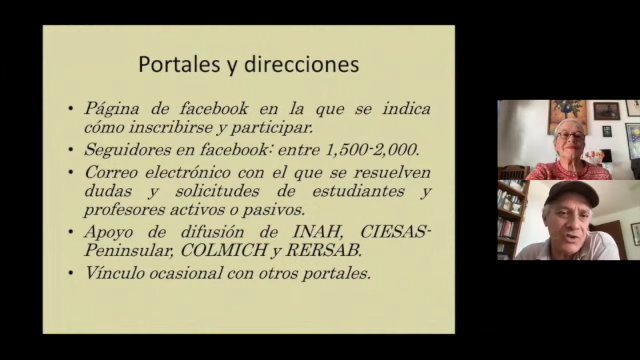 Portales y direcciones
• Página de facebook en la que se indica
cómo inscribirse y participar.
• Seguidores en facebook: entre 1,500-2,000.
• Correo electrónico con el que se resuelven
dudas y solicitudes de estudiantes y
profesores activos o pasivos.
• Apoyo de difusión de INAH, CIESAS-
Peninsular, COLMICH y RERSAB.
• Vínculo ocasional con otros portales.